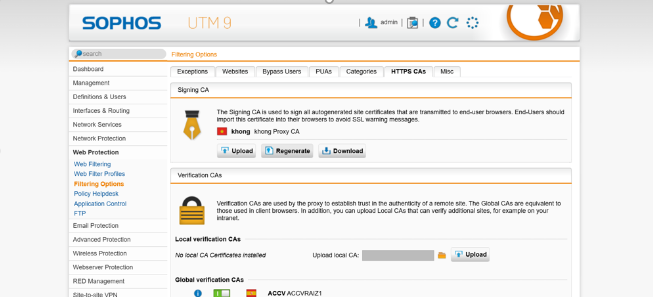 SOPHOS UTM 9
admin
search
Filtering Options
Dashboard
Management
Definitions & Users
Interfaces & Routing
Network Services
Network Protection
Web Protection
Web Filtering
Web Filter Profiles
Filtering Options
Policy Helpdesk
Application Control
FTP
Email Protection
Advanced Protection
Wireless Protection
Webserver Protection
RED Management
Site-to-site VPN
Exceptions Websites Bypass Users PUAs Categories HTTPS CAs Misc
Signing CA
The Signing CA is used to sign all autogenerated site certificates that are transmitted to end-user browsers. End-Users should
import this certificate into their browsers to avoid SSL warning messages.
khong khong Proxy CA
Upload Regenerate Download
Verification CAs
Verification CAs are used by the proxy to establish trust in the authenticity of a remote site. The Global CAs are equivalent to
those used in client browsers. In addition, you can upload Local CAs that can verify additional sites, for example on your
intranet.
Local verification CAs
No local CA Certificates installed Upload local CA: Upload
Global verification CAs
ACCV ACCVRAIZ1